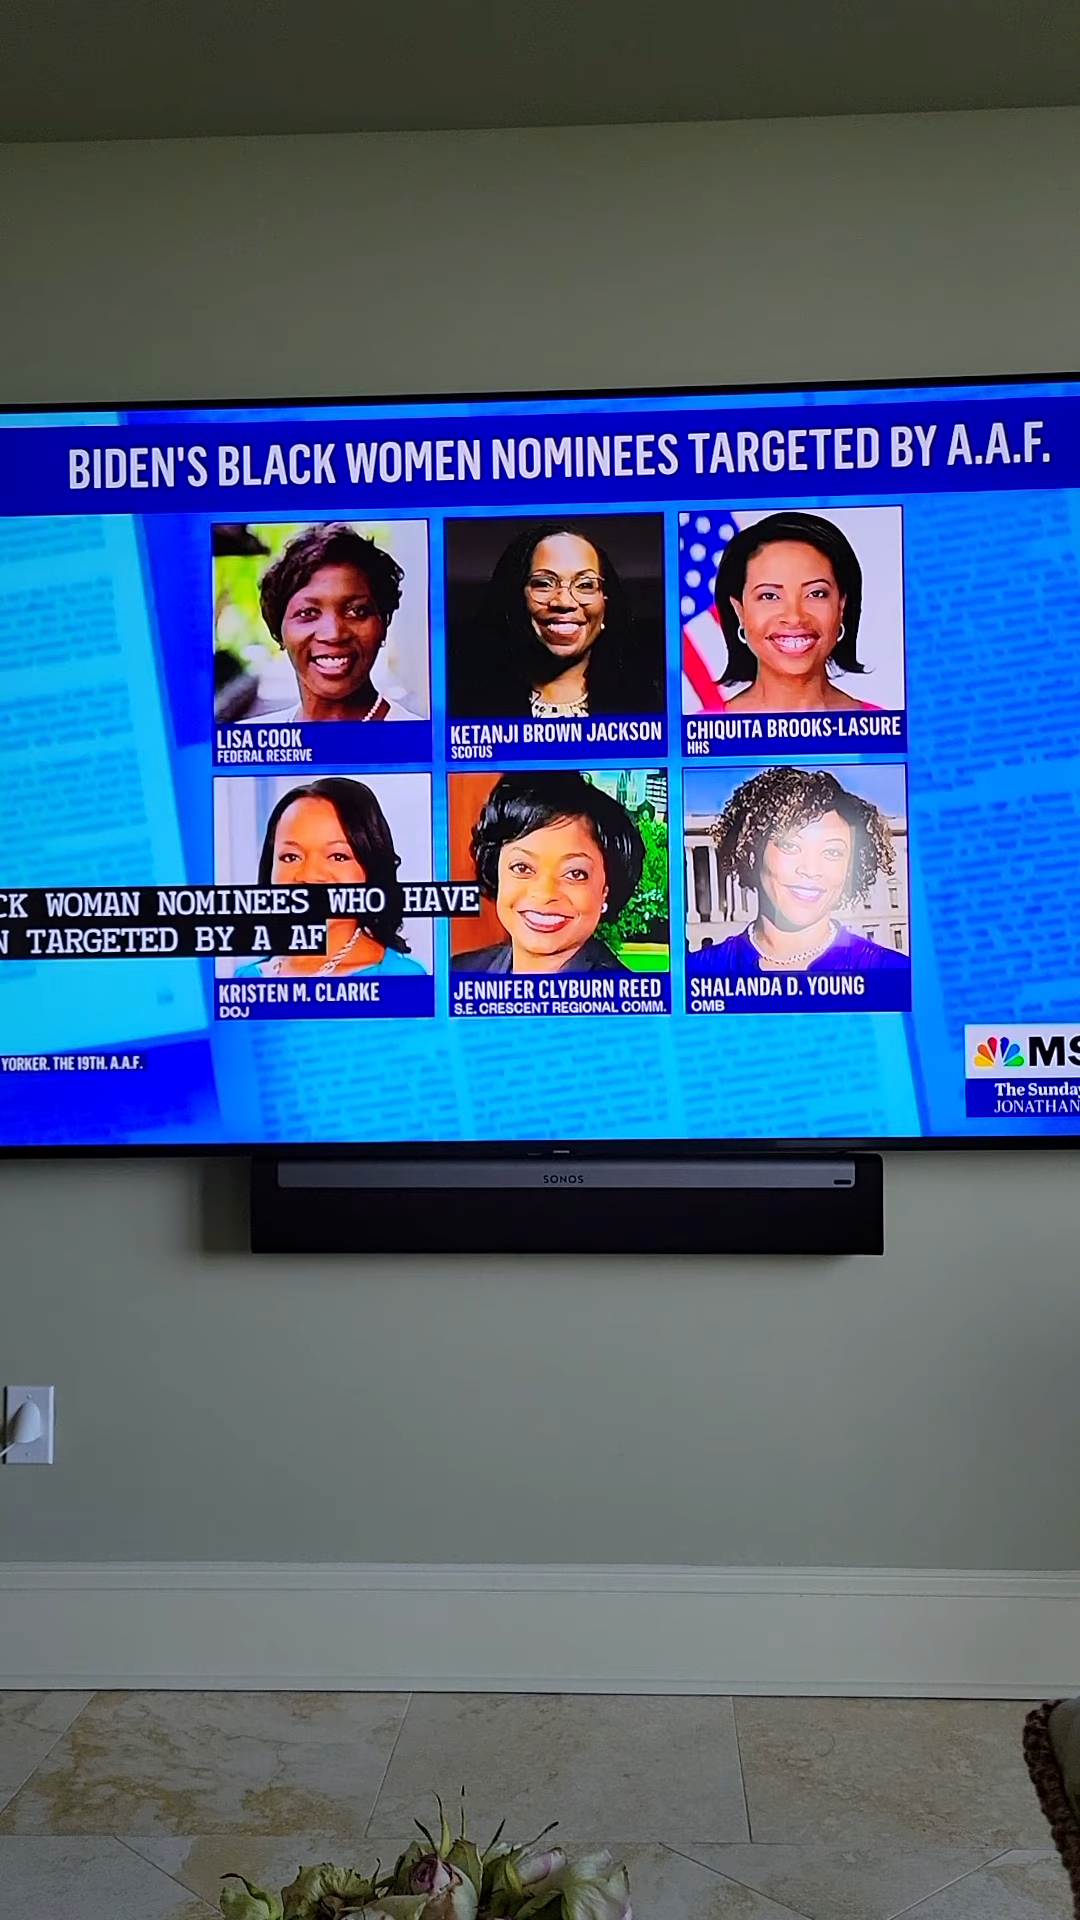 BIDEN'S BLACK WOMEN NOMINEES TARGETED BY A.A.F.
LISA COOK
FEDERAL RESERVE
KETANJI BROWN JACKSON
SCOTUS
CHIQUITA BROOKS-LASURE
HHS
CK WOMAN NOMINEES WHO HAVE
N TARGETED BY A AF
KRISTEN M. CLARKE
DOJ
JENNIFER CLYBURN REED
S.E. CRESCENT REGIONAL COMM.
SHALANDA D. YOUNG
OMB
YORKER. THE 19TH. A.A.F.
MS
The Sunday
JONATHAN
SONOS